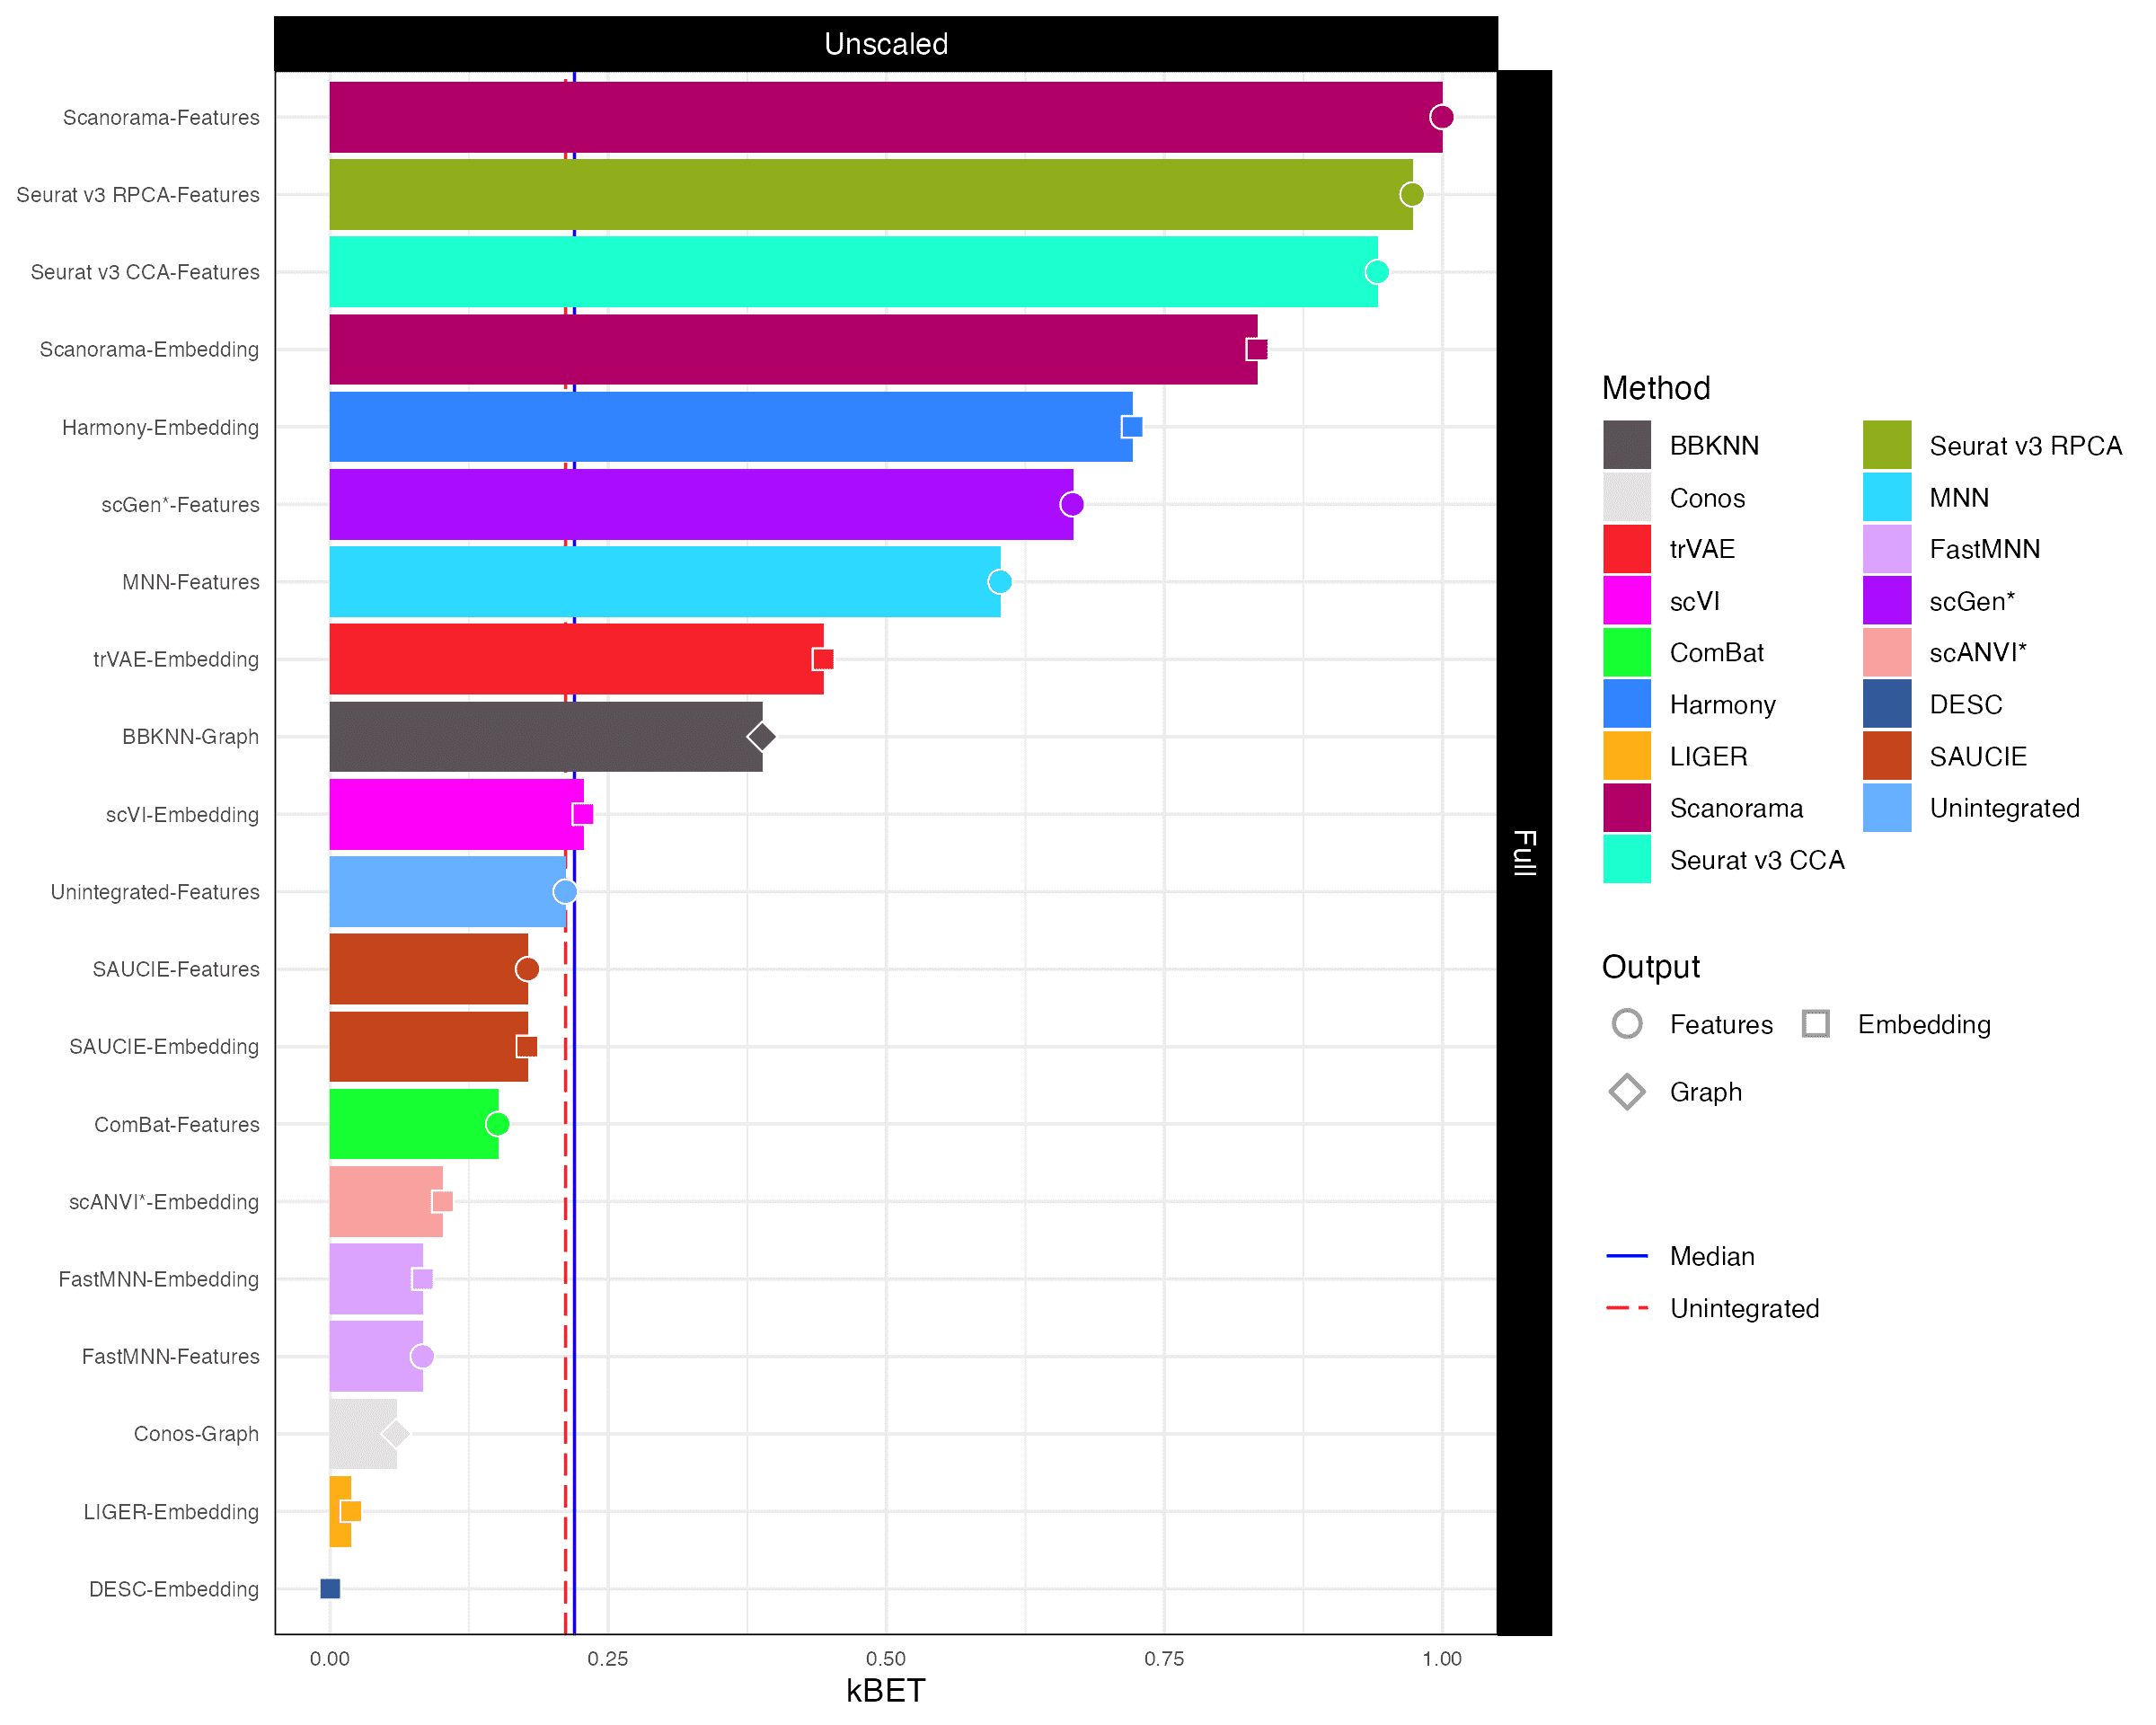 Unscaled
Scanorama-Features
Seurat v3 RPCA-Features
Seurat v3 CCA-Features
Scanorama-Embedding
Harmony-Embedding
scGen*-Features
MNN-Features
trVAE-Embedding
BBKNN-Graph
scVI-Embedding
Unintegrated-Features
SAUCIE-Features
SAUCIE-Embedding
ComBat-Features
scANVI*-Embedding
FastMNN-Embedding
FastMNN-Features
Conos-Graph
LIGER-Embedding
DESC-Embedding
0.00 0.25 0.50 0.75 1.00
kBET
Full
Method
BBKNN
Conos
trVAE
scVI
ComBat
Harmony
LIGER
Scanorama
Seurat v3 CCA
Seurat v3 RPCA
MNN
FastMNN
scGen*
scANVI*
DESC
SAUCIE
Unintegrated
Output
Features Embedding
Graph
Median
Unintegrated